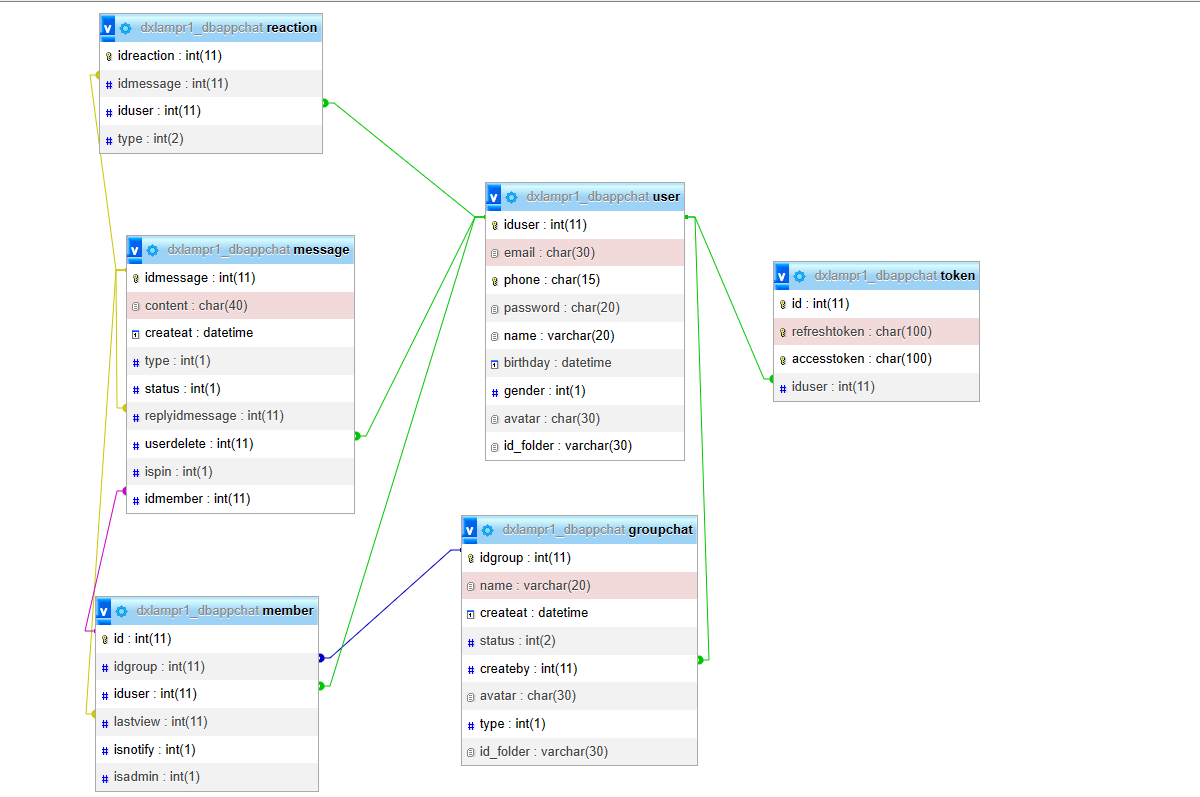 dxlampr1_dbappchat reaction
idreaction : int(11)
idmessage : int(11)
iduser : int(11)
type : int(2)
dxlampr1_dbappchat message
idmessage : int(11)
content : char(40)
createat : datetime
type : int(1)
status : int(1)
replyidmessage : int(11)
userdelete : int(11)
ispin : int(1)
idmember : int(11)
dxlampr1_dbappchat member
id : int(11)
idgroup : int(11)
iduser : int(11)
lastview : int(11)
isnotify : int(1)
isadmin : int(1)
dxlampr1_dbappchat user
iduser : int(11)
email : char(30)
phone : char(15)
password : char(20)
name : varchar(20)
birthday : datetime
gender : int(1)
avatar : char(30)
id_folder : varchar(30)
dxlampr1_dbappchat groupchat
idgroup : int(11)
name : varchar(20)
createat : datetime
status : int(2)
createby : int(11)
avatar : char(30)
type : int(1)
id_folder : varchar(30)
dxlampr1_dbappchat token
id : int(11)
refreshtoken : char(100)
accesstoken : char(100)
iduser : int(11)